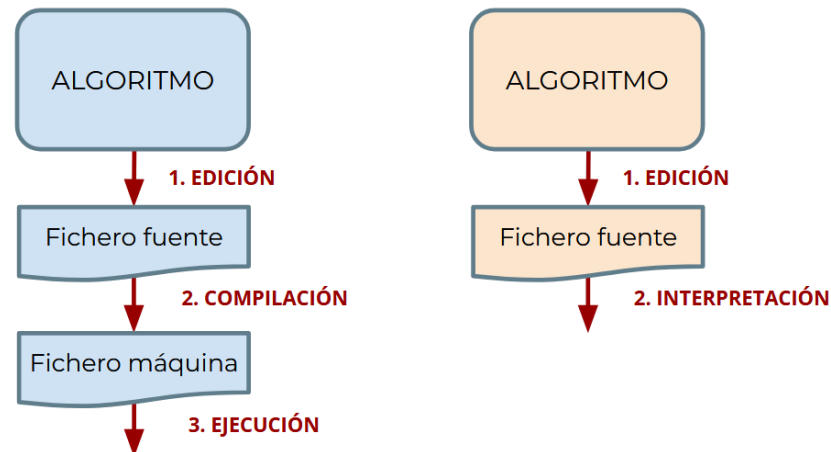 ALGORITMO
1. EDICIÓN
Fichero fuente
2. COMPILACIÓN
Fichero máquina
3. EJECUCIÓN
ALGORITMO
1. EDICIÓN
Fichero fuente
2. INTERPRETACIÓN